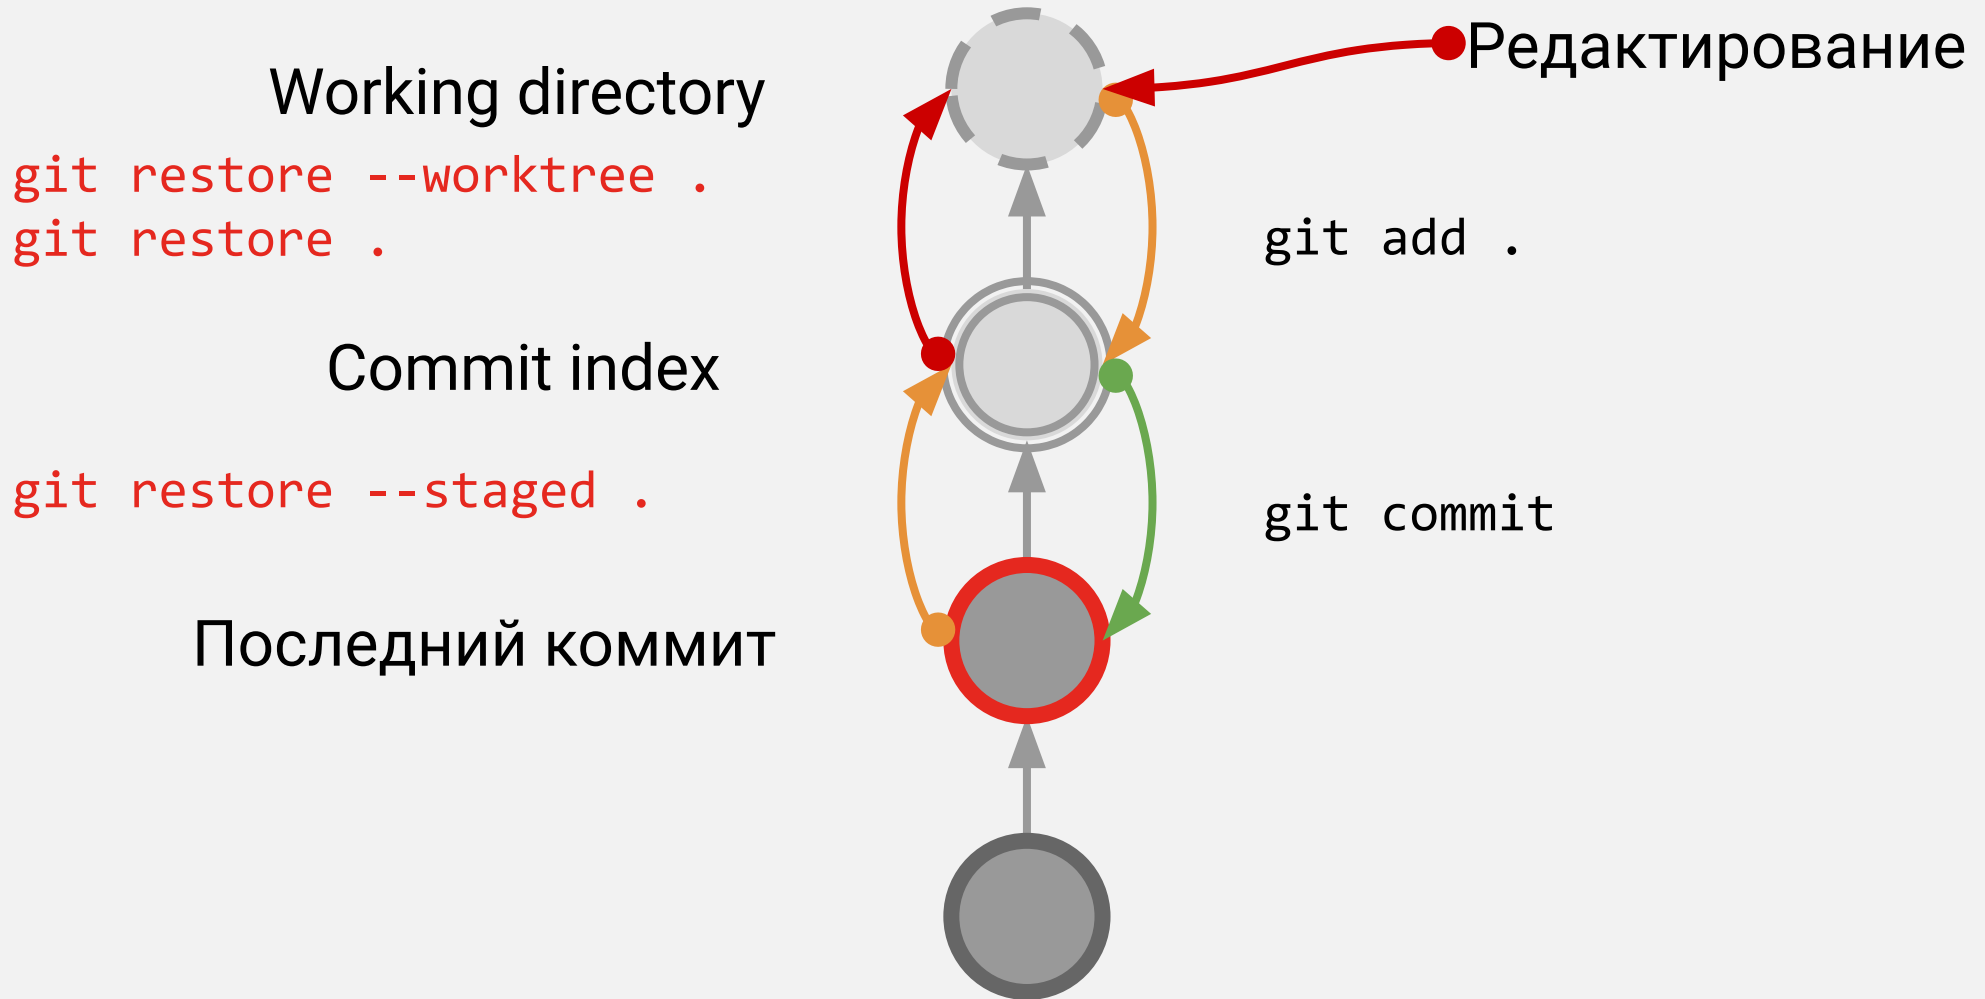 Редактирование
Working directory
git restore --worktree .
git restore .
git add .
Commit index
git restore --staged .
git commit
Последний коммит